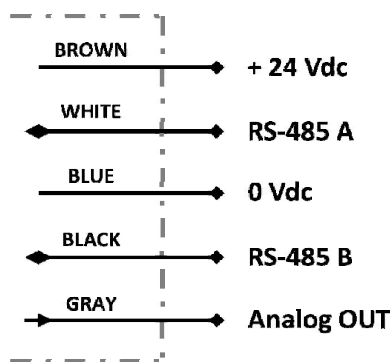 BROWN
+ 24 Vdc
WHITE
RS-485 A
BLUE
0 Vdc
BLACK
RS-485 B
GRAY
Analog OUT